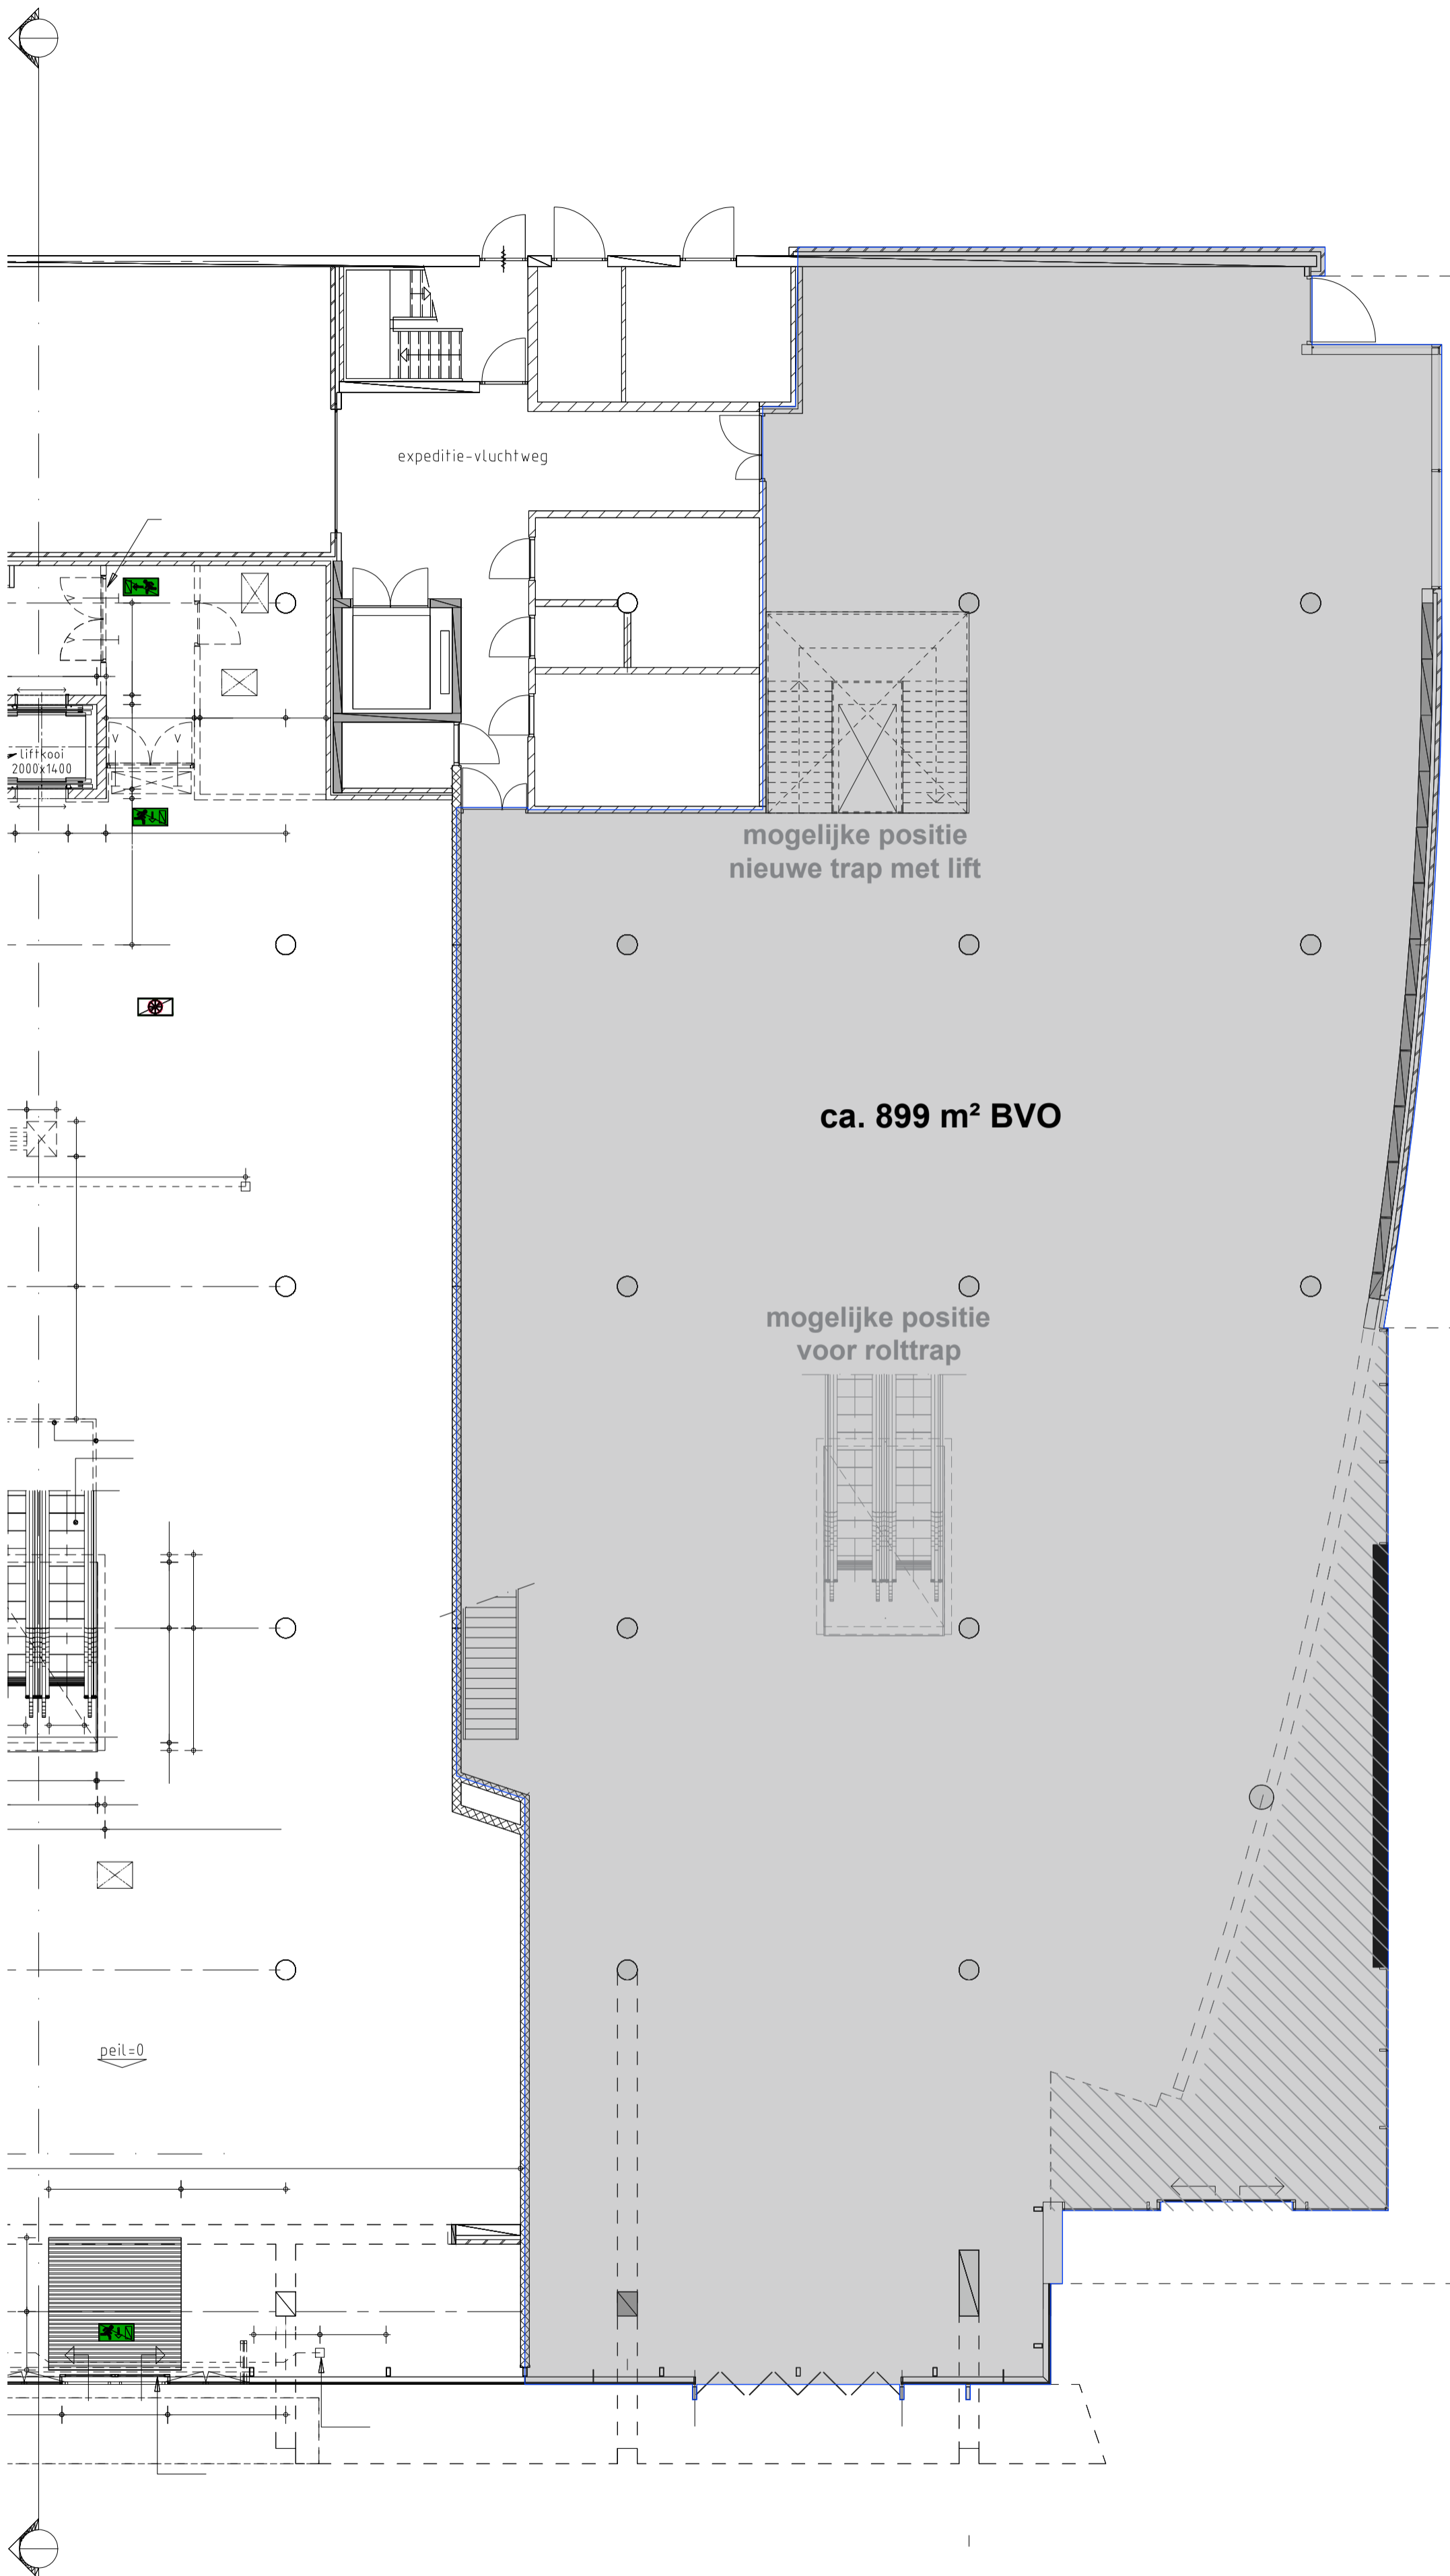 expeditie-vluchtweg
liftkooi
2000x1400
mogelijke positie
nieuwe trap met lift
ca. 899 m² BVO
mogelijke positie
voor rolttrap
peil=0